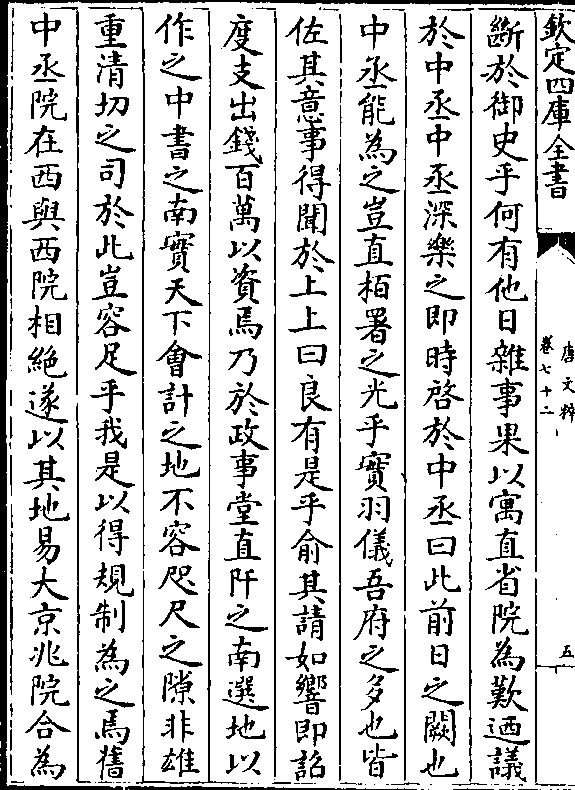 欽定四庫全書
唐文粹
卷七十二
五
斷於御史乎何有他日雜事果以寓直省院為歎迺議
於中丞中丞深樂之即時啓於中丞曰此前日之闕也
中丞能為之豈直栢署之光乎實羽儀吾府之多也皆
佐其意事得聞於上上曰良有是乎俞其請如響即詔
度支出錢百萬以資焉乃於政事堂直阡之南選地以
作之中書之南實天下會計之地不容咫尺之隙非雄
重清切之司於此豈容足乎我是以得規制為之焉舊
中丞院在西與西院相絶遂以其地易大京兆院合為